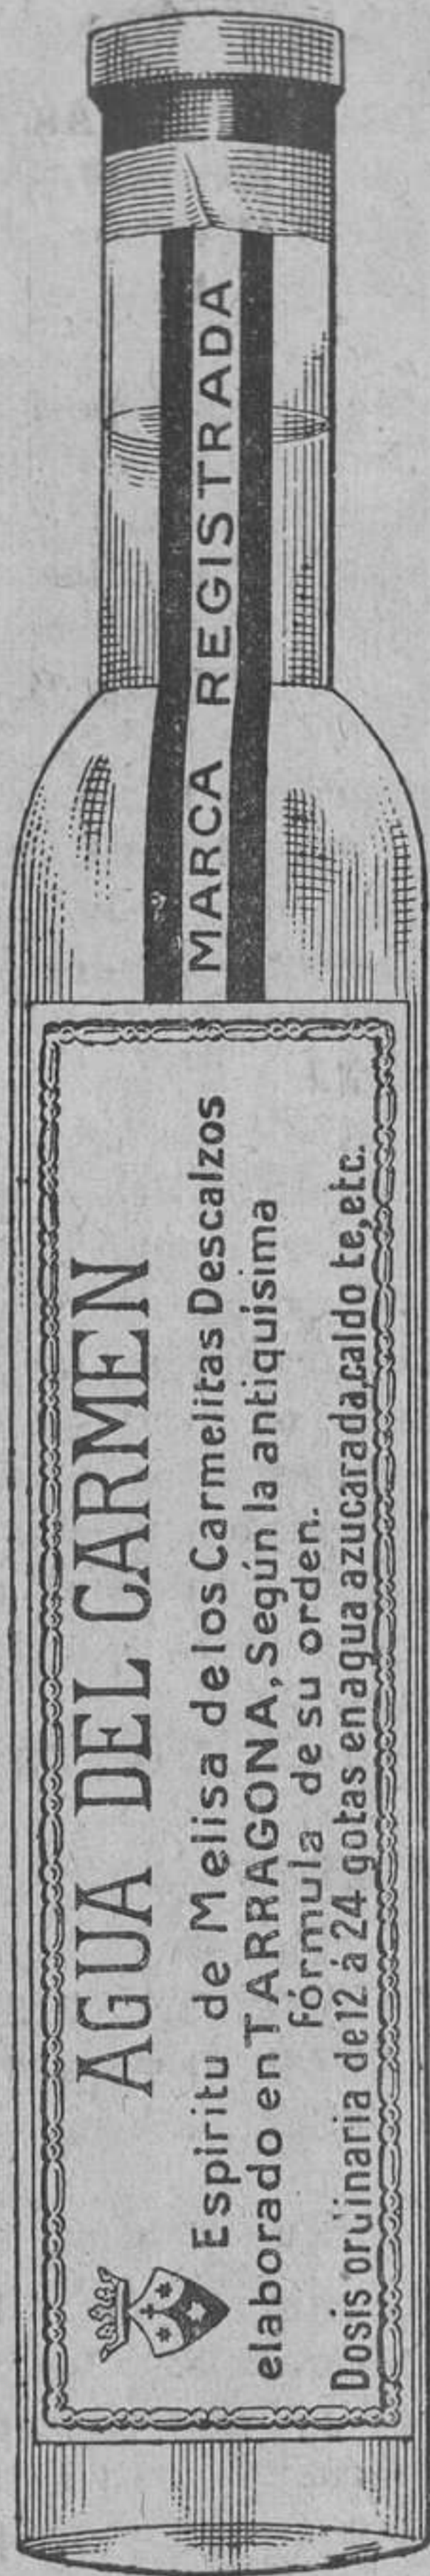 MARCA REGISTRADA
AGUA DEL CARMEN
Espiritu de Melisa de los Carmelitas Descalzos
elaborado en TARRAGONA, Según la antiquisima
fórmula de su orden.
Dosis ordinaria de 12 á 24 gotas en agua azucarada, caldo te, etc.